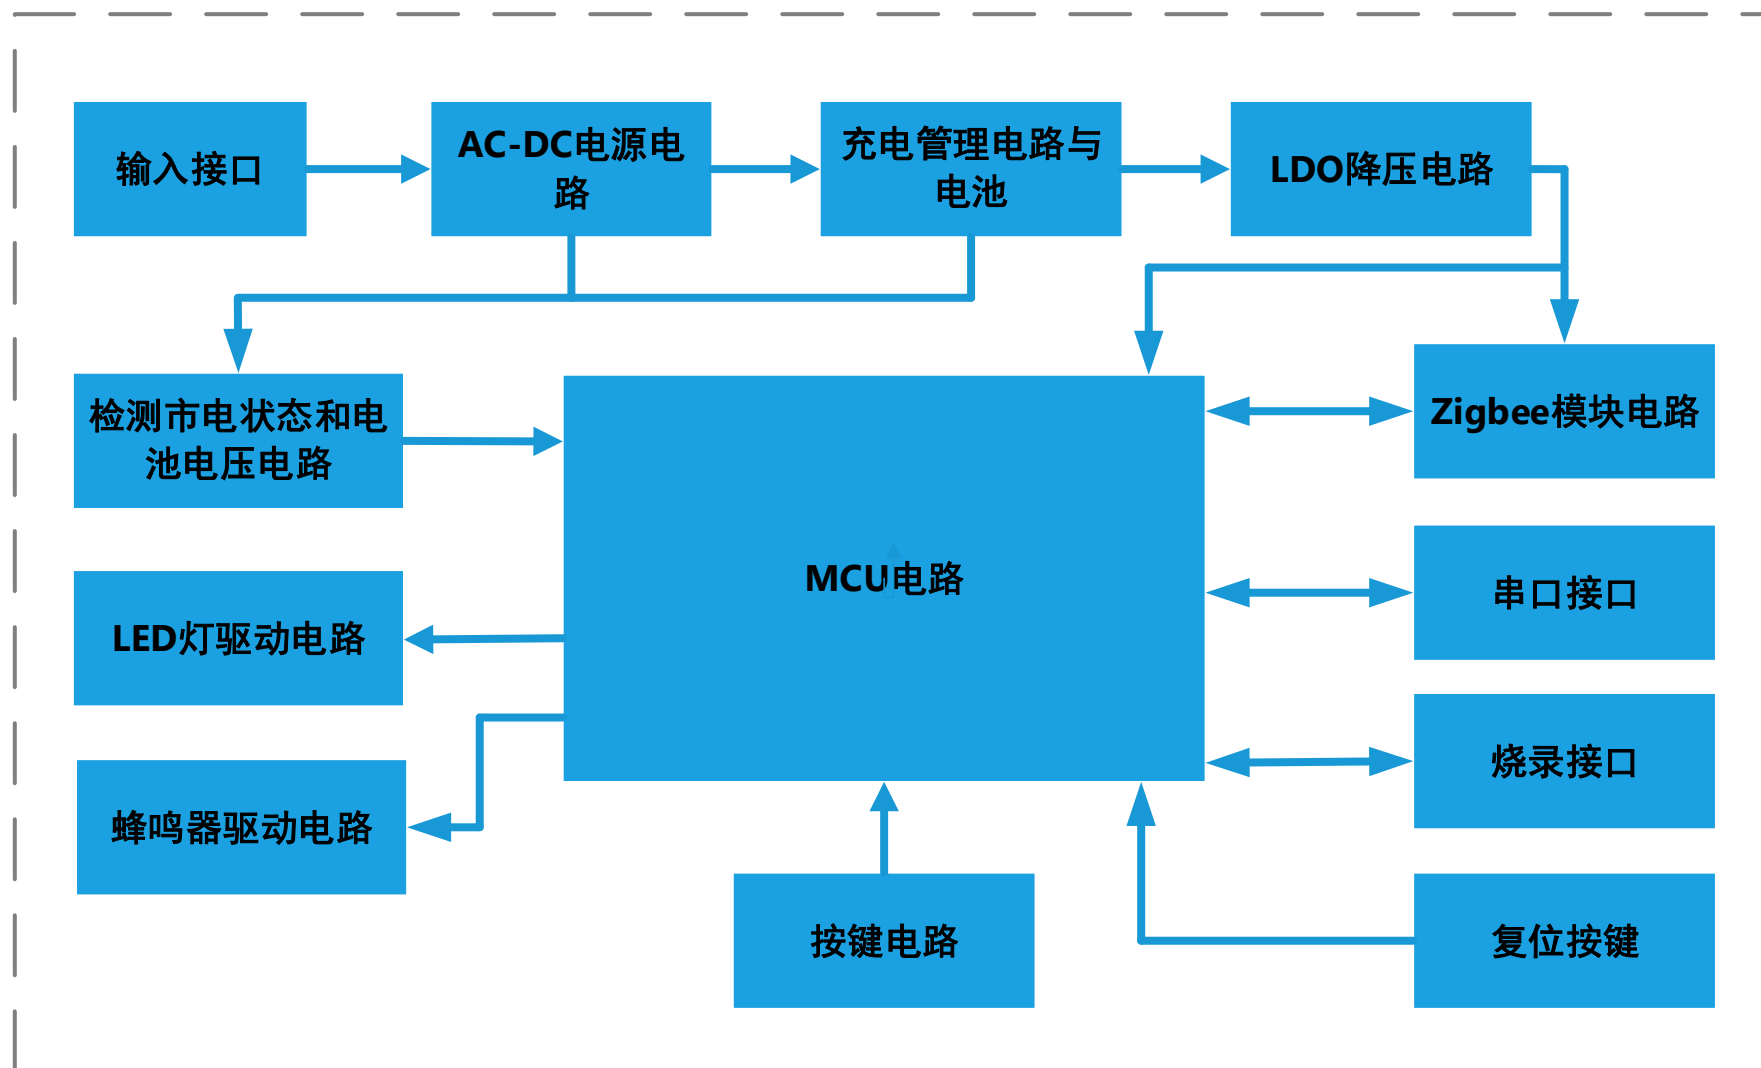 输入接口
AC-DC电源电
路
充电管理电路与
电池
LDO降压电路
检测市电状态和电
池电压电路
Zigbee模块电路
MCU电路
串口接口
LED灯驱动电路
烧录接口
蜂鸣器驱动电路
按键电路
复位按键